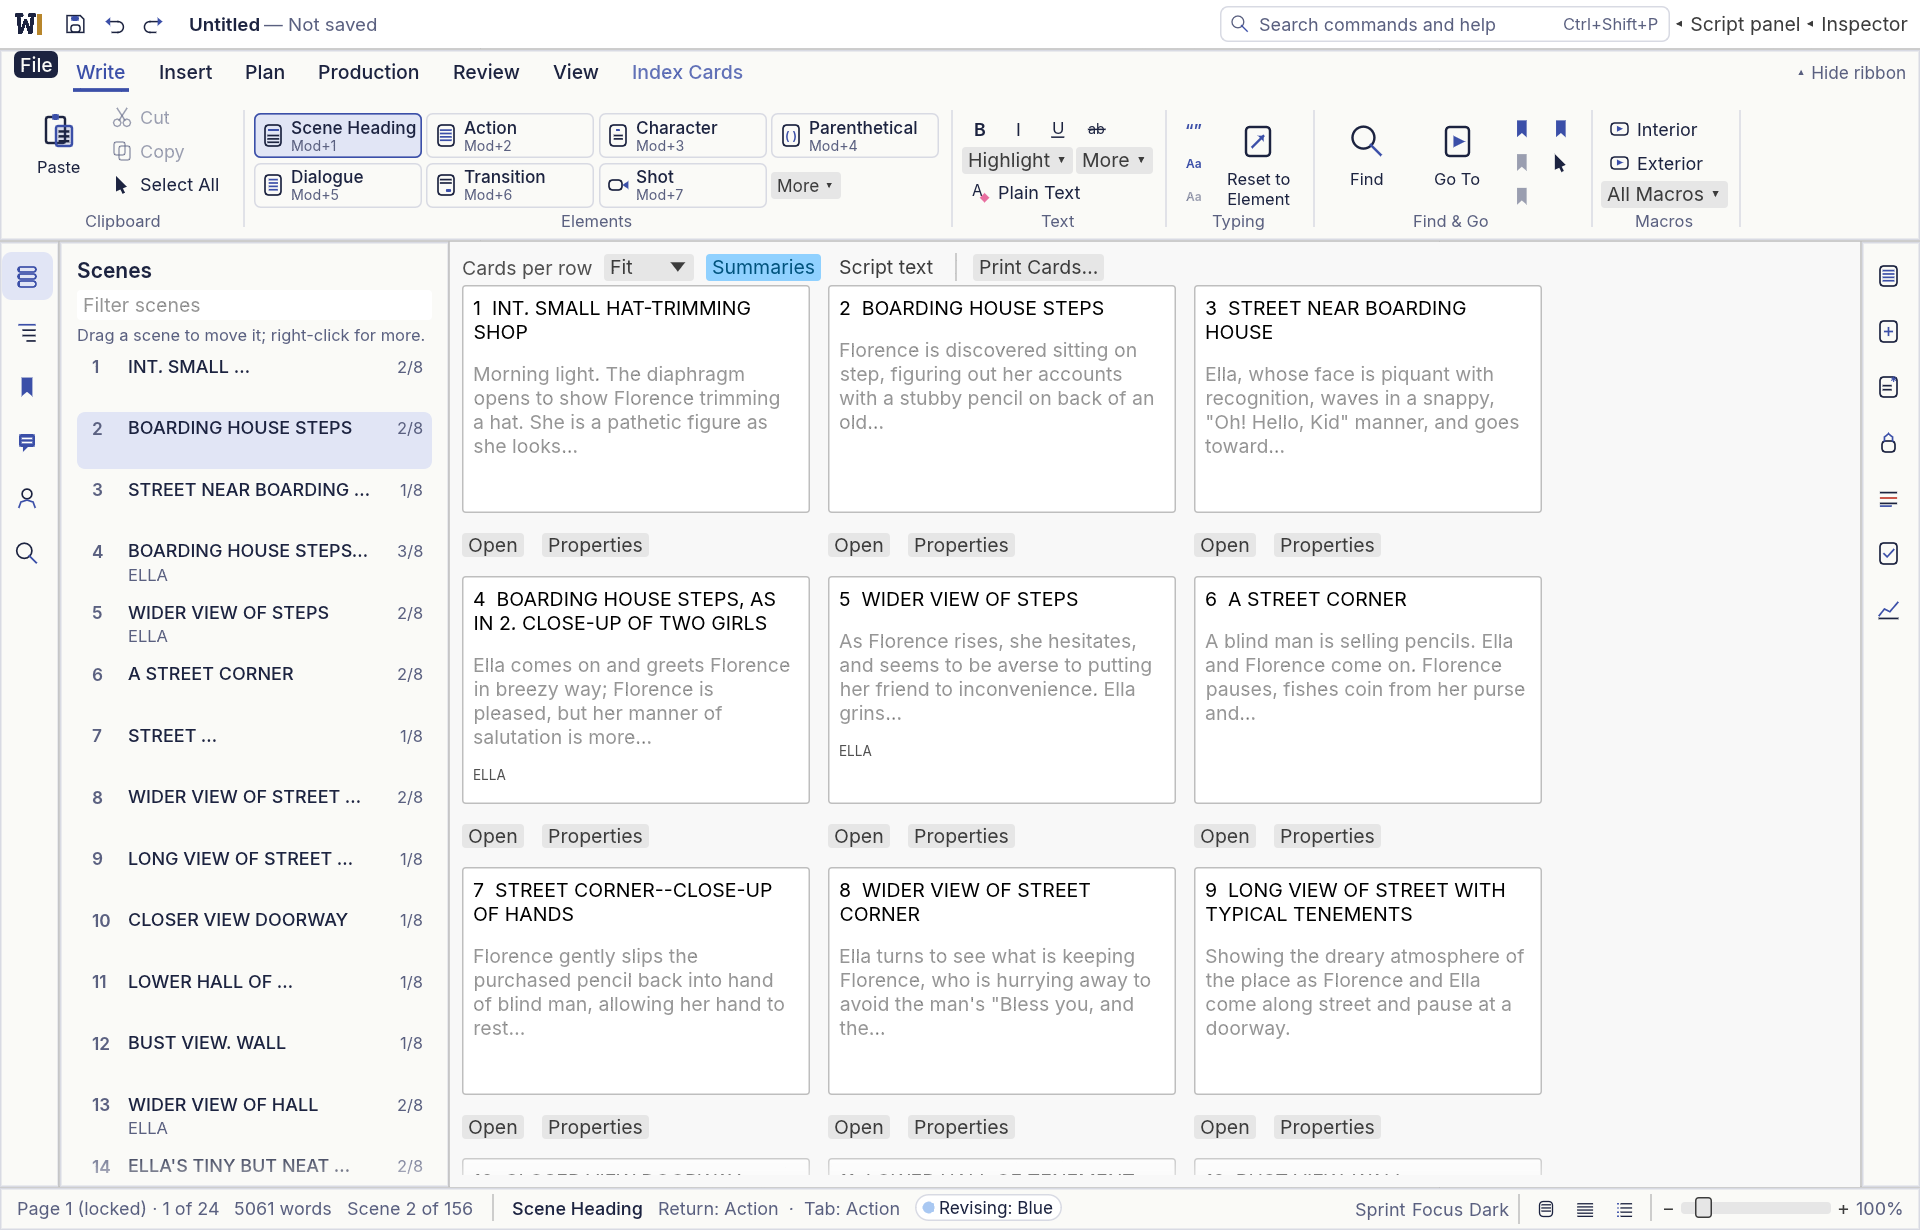 Untitled — Not saved
Search commands and help Ctrl+Shift+P
Script panel
Inspector
File
Write Insert Plan Production Review View Index Cards
Hide ribbon
Paste
Cut
Copy
Select All
Clipboard
Scene Heading
Mod+1
Action
Mod+2
Character
Mod+3
Parenthetical
Mod+4
Dialogue
Mod+5
Transition
Mod+6
Shot
Mod+7
More
Elements
B I U ab
Highlight More
Plain Text
Text
Aa
Aa
Reset to
Element
Typing
Find
Go To
Find & Go
Interior
Exterior
All Macros
Macros
Scenes
Filter scenes
Drag a scene to move it; right-click for more.
1 INT. SMALL ... 2/8
2 BOARDING HOUSE STEPS 2/8
3 STREET NEAR BOARDING ... 1/8
4 BOARDING HOUSE STEPS... 3/8
ELLA
5 WIDER VIEW OF STEPS 2/8
ELLA
6 A STREET CORNER 2/8
7 STREET ... 1/8
8 WIDER VIEW OF STREET ... 2/8
9 LONG VIEW OF STREET ... 1/8
10 CLOSER VIEW DOORWAY 1/8
11 LOWER HALL OF ... 1/8
12 BUST VIEW. WALL 1/8
13 WIDER VIEW OF HALL 2/8
ELLA
14 ELLA'S TINY BUT NEAT ... 2/8
Cards per row Fit Summaries Script text Print Cards...
1 INT. SMALL HAT-TRIMMING
SHOP
Morning light. The diaphragm
opens to show Florence trimming
a hat. She is a pathetic figure as
she looks...
Open Properties
2 BOARDING HOUSE STEPS
Florence is discovered sitting on
step, figuring out her accounts
with a stubby pencil on back of an
old...
Open Properties
3 STREET NEAR BOARDING
HOUSE
Ella, whose face is piquant with
recognition, waves in a snappy,
"Oh! Hello, Kid" manner, and goes
toward...
Open Properties
4 BOARDING HOUSE STEPS, AS
IN 2. CLOSE-UP OF TWO GIRLS
Ella comes on and greets Florence
in breezy way; Florence is
pleased, but her manner of
salutation is more...
ELLA
Open Properties
5 WIDER VIEW OF STEPS
As Florence rises, she hesitates,
and seems to be averse to putting
her friend to inconvenience. Ella
grins...
ELLA
Open Properties
6 A STREET CORNER
A blind man is selling pencils. Ella
and Florence come on. Florence
pauses, fishes coin from her purse
and...
Open Properties
7 STREET CORNER--CLOSE-UP
OF HANDS
Florence gently slips the
purchased pencil back into hand
of blind man, allowing her hand to
rest...
Open Properties
8 WIDER VIEW OF STREET
CORNER
Ella turns to see what is keeping
Florence, who is hurrying away to
avoid the man's "Bless you, and
the...
Open Properties
9 LONG VIEW OF STREET WITH
TYPICAL TENEMENTS
Showing the dreary atmosphere of
the place as Florence and Ella
come along street and pause at a
doorway.
Open Properties
Page 1 (locked) · 1 of 24 5061 words Scene 2 of 156 Scene Heading Return: Action · Tab: Action Revising: Blue
Sprint Focus Dark − + 100%